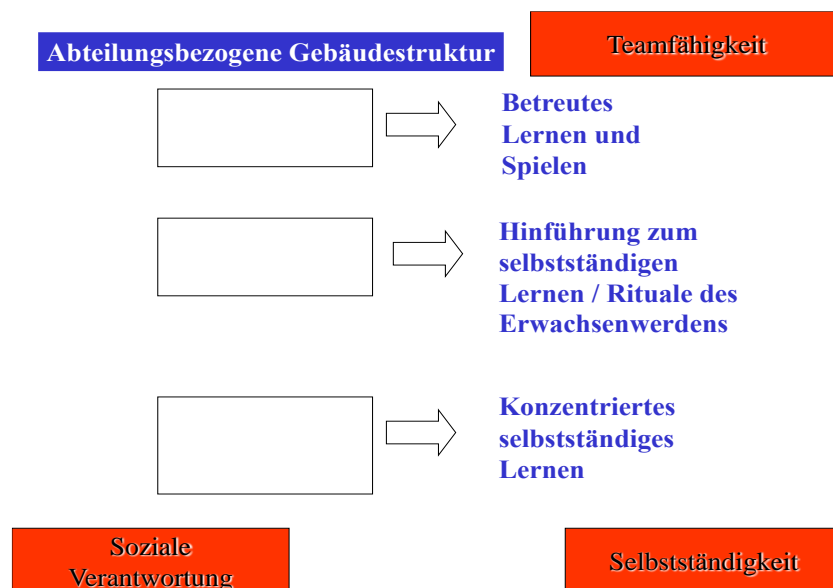 Abteilungsbezogene Gebäudestruktur
Teamfähigkeit
Betreutes
Lernen und
Spielen
Hinführung zum
selbstständigen
Lernen / Rituale des
Erwachsenwerdens
Konzentriertes
selbstständiges
Lernen
Soziale
Verantwortung
Selbstständigkeit